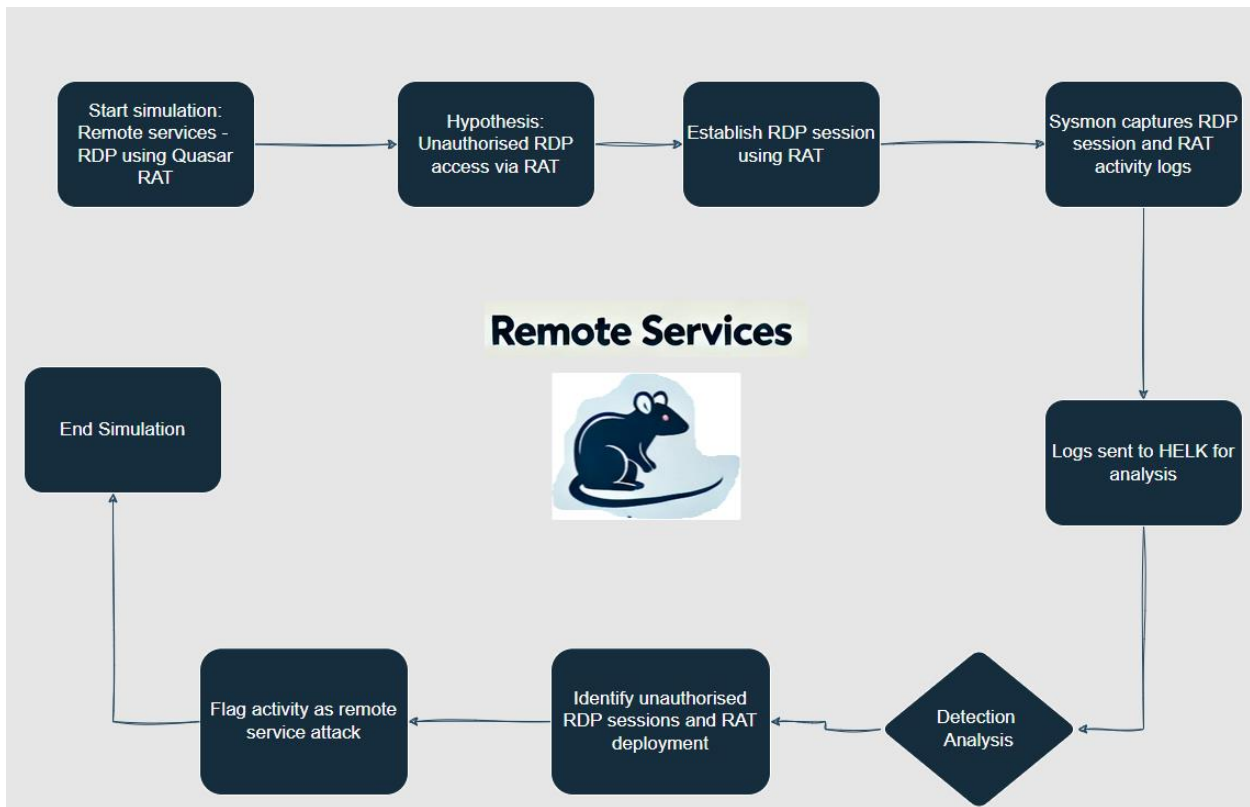 Start simulation:
Remote services -
RDP using Quasar
RAT
Hypothesis:
Unauthorised RDP
access via RAT
Establish RDP session
using RAT
Sysmon captures RDP
session and RAT
activity logs
Remote Services
End Simulation
Logs sent to HELK for
analysis
Flag activity as remote
service attack
Identify unauthorised
RDP sessions and RAT
deployment
Detection
Analysis